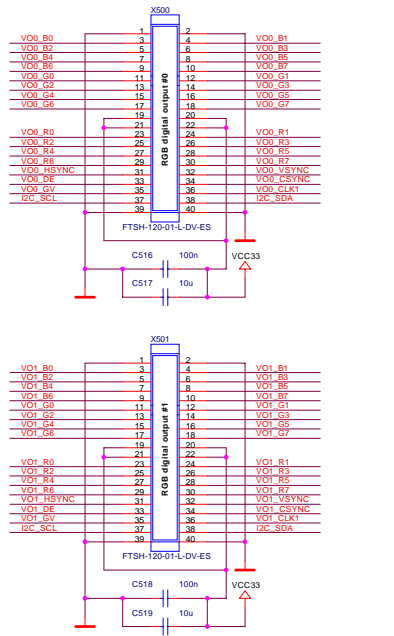 X500
1 2
VO0_B0 3 4 VO0_B1
VO0_B2 5 6 VO0_B3
VO0_B4 7 8 VO0_B5
VO0_B6 9 10 VO0_B7
VO0_G0 11 12 VO0_G1
VO0_G2 13 14 VO0_G3
VO0_G4 15 16 VO0_G5
VO0_G6 17 18 VO0_G7
19 20
21 22
VO0_R0 23 24 VO0_R1
VO0_R2 25 26 VO0_R3
VO0_R4 27 28 VO0_R5
VO0_R6 29 30 VO0_R7
VO0_HSYNC 31 32 VO0_VSYNC
VO0_DE 33 34 VO0_CSYNC
VO0_GV 35 36 VO0_CLK1
I2C_SCL 37 38 I2C_SDA
39 40
RGB digital output #0
FTSH-120-01-L-DV-ES
C516 100n VCC33
C517 10u
X501
1 2
VO1_B0 3 4 VO1_B1
VO1_B2 5 6 VO1_B3
VO1_B4 7 8 VO1_B5
VO1_B6 9 10 VO1_B7
VO1_G0 11 12 VO1_G1
VO1_G2 13 14 VO1_G3
VO1_G4 15 16 VO1_G5
VO1_G6 17 18 VO1_G7
19 20
21 22
VO1_R0 23 24 VO1_R1
VO1_R2 25 26 VO1_R3
VO1_R4 27 28 VO1_R5
VO1_R6 29 30 VO1_R7
VO1_HSYNC 31 32 VO1_VSYNC
VO1_DE 33 34 VO1_CSYNC
VO1_GV 35 36 VO1_CLK1
I2C_SCL 37 38 I2C_SDA
39 40
RGB digital output #1
FTSH-120-01-L-DV-ES
C518 100n VCC33
C519 10u